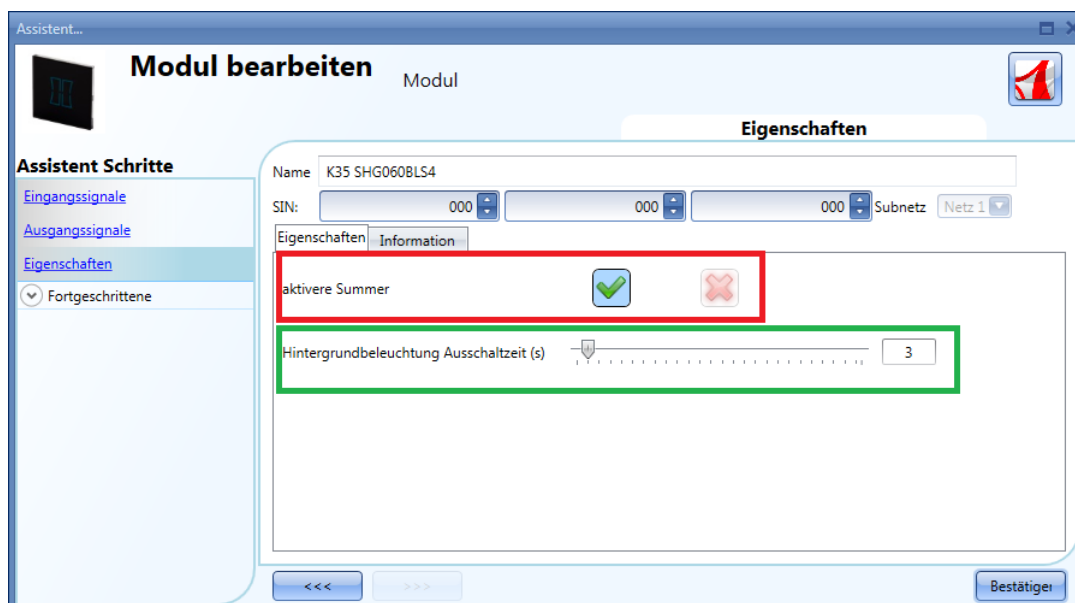 Assistent...
Modul bearbeiten
Modul
Eigenschaften
Assistent Schritte
Eingangssignale
Ausgangssignale
Eigenschaften
Fortgeschrittene
Name K35 SHG060BLS4
SIN: 000 000 000 Subnetz Netz 1
Eigenschaften Information
aktivere Summer
Hintergrundbeleuchtung Ausschaltzeit (s) 3
<<< >>> Bestätiger